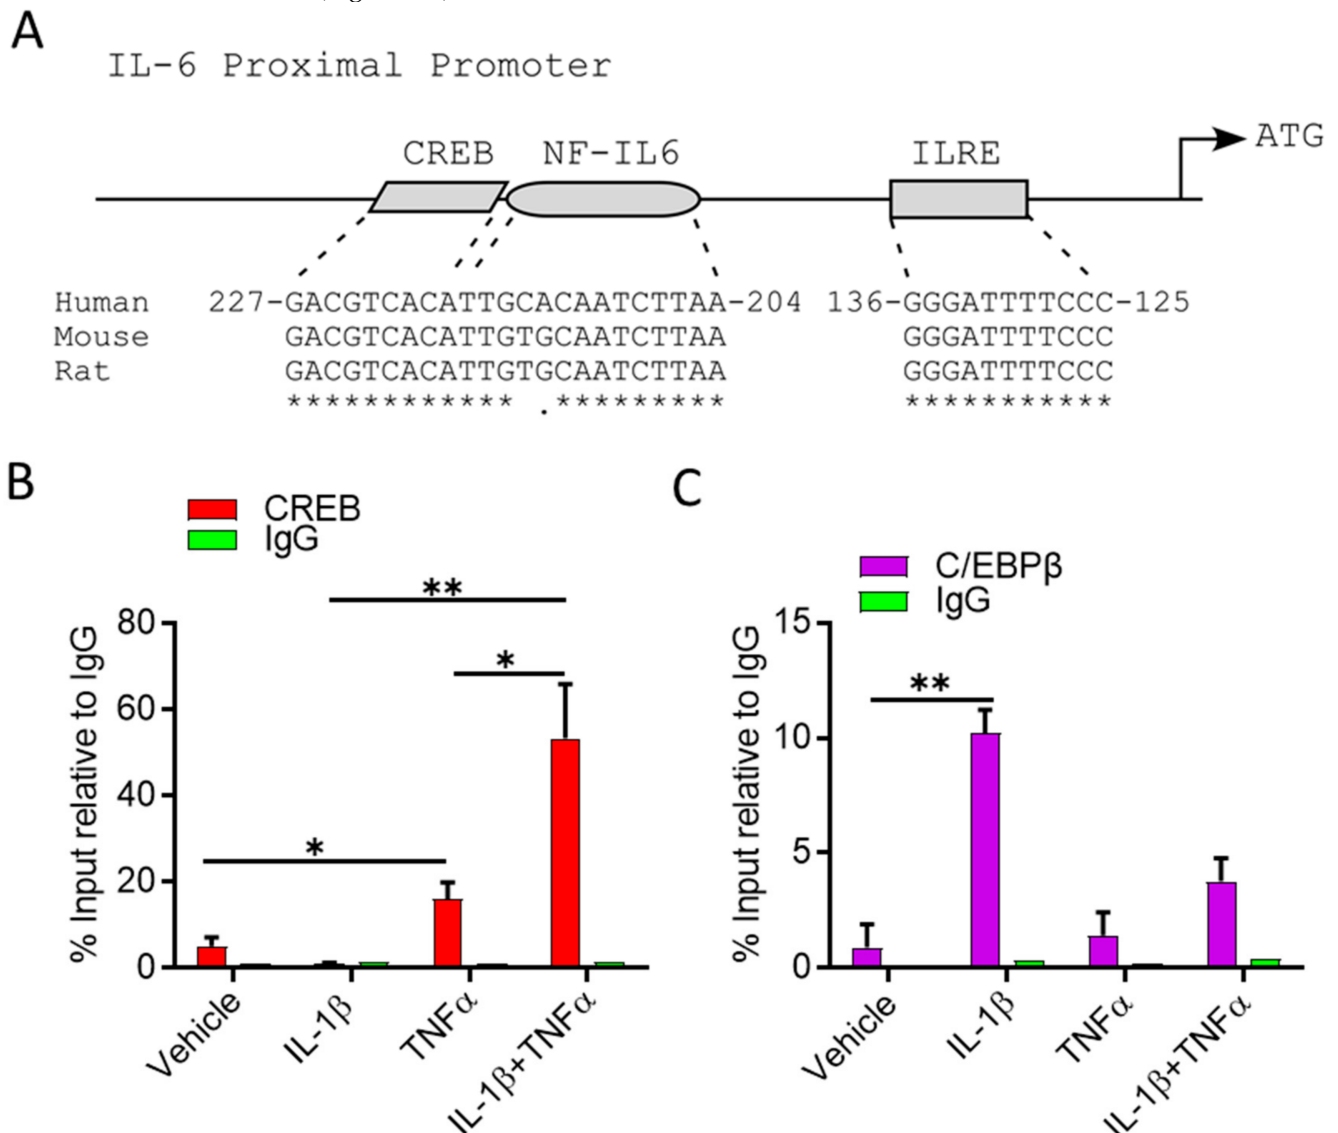 A
IL-6 Proximal Promoter
CREB NF-IL6 ILRE
ATG
Human 227-GACGTCACATTGCACAATCTTAA-204 136-GGGATTTTCCC-125
Mouse GACGTCACATTGTGCAATCTTAA GGGATTTTCCC
Rat GACGTCACATTGTGCAATCTTAA GGGATTTTCCC
************ .********* ***********
B
CREB
IgG
**
*
*
% Input relative to IgG
80
60
40
20
0
Vehicle
IL-1β
TNFα
IL-1β+TNFα
C
C/EBPβ
IgG
**
% Input relative to IgG
15
10
5
0
Vehicle
IL-1β
TNFα
IL-1β+TNFα